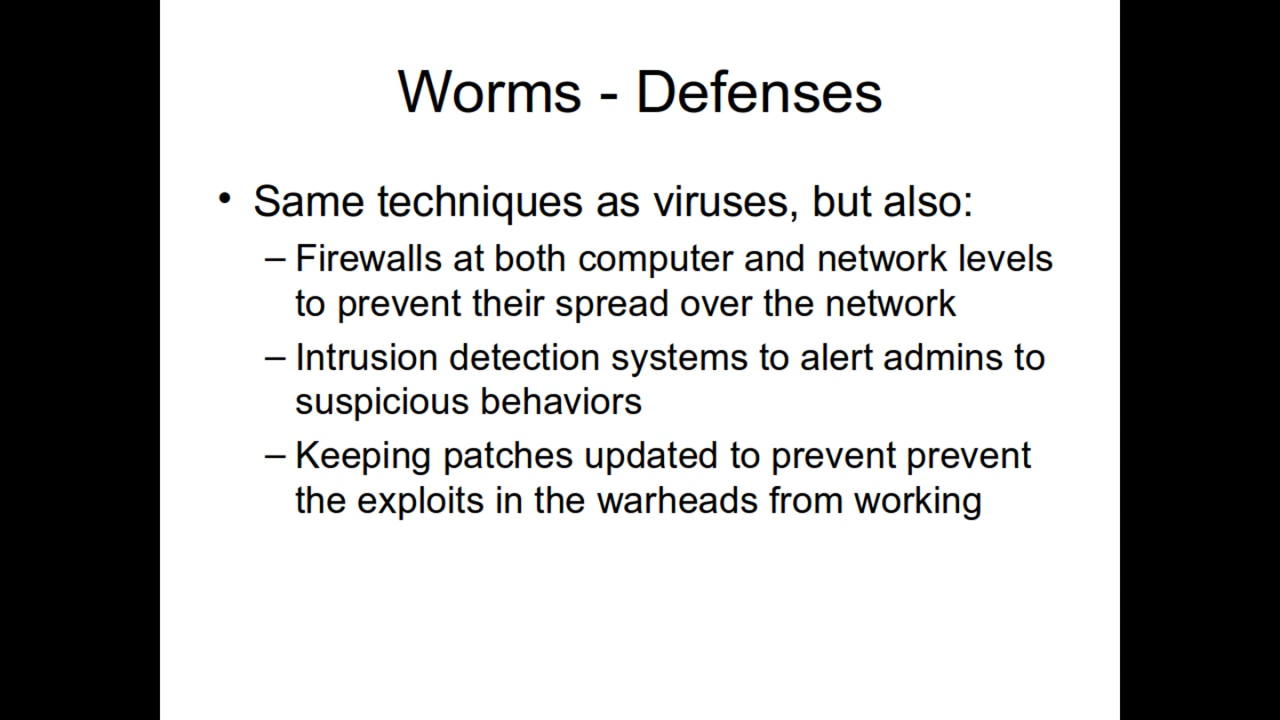 Worms - Defenses
• Same techniques as viruses, but also:
– Firewalls at both computer and network levels
to prevent their spread over the network
– Intrusion detection systems to alert admins to
suspicious behaviors
– Keeping patches updated to prevent prevent
the exploits in the warheads from working